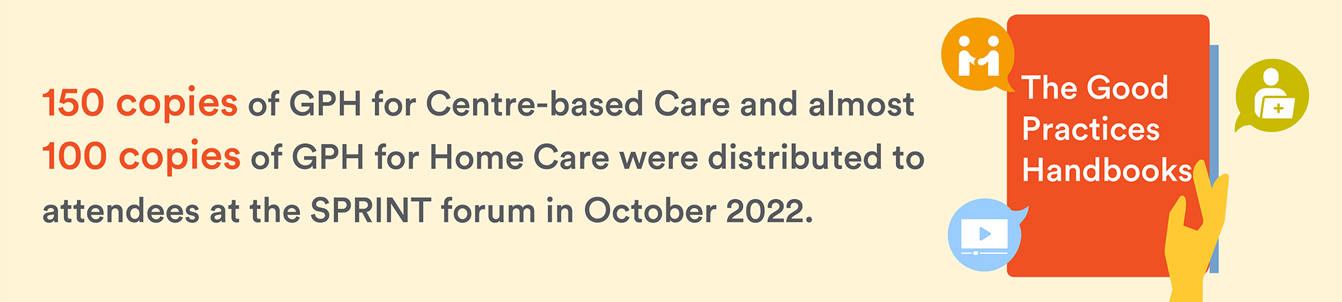 150 copies of GPH for Centre-based Care and almost
100 copies of GPH for Home Care were distributed to
attendees at the SPRINT forum in October 2022.
The Good
Practices
Handbooks